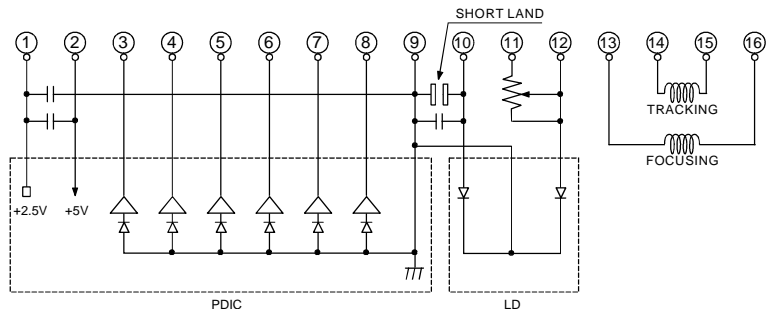 SHORT LAND
1 2 3 4 5 6 7 8 9 10 11 12 13 14 15 16
TRACKING
FOCUSING
+2.5V +5V
PDIC LD